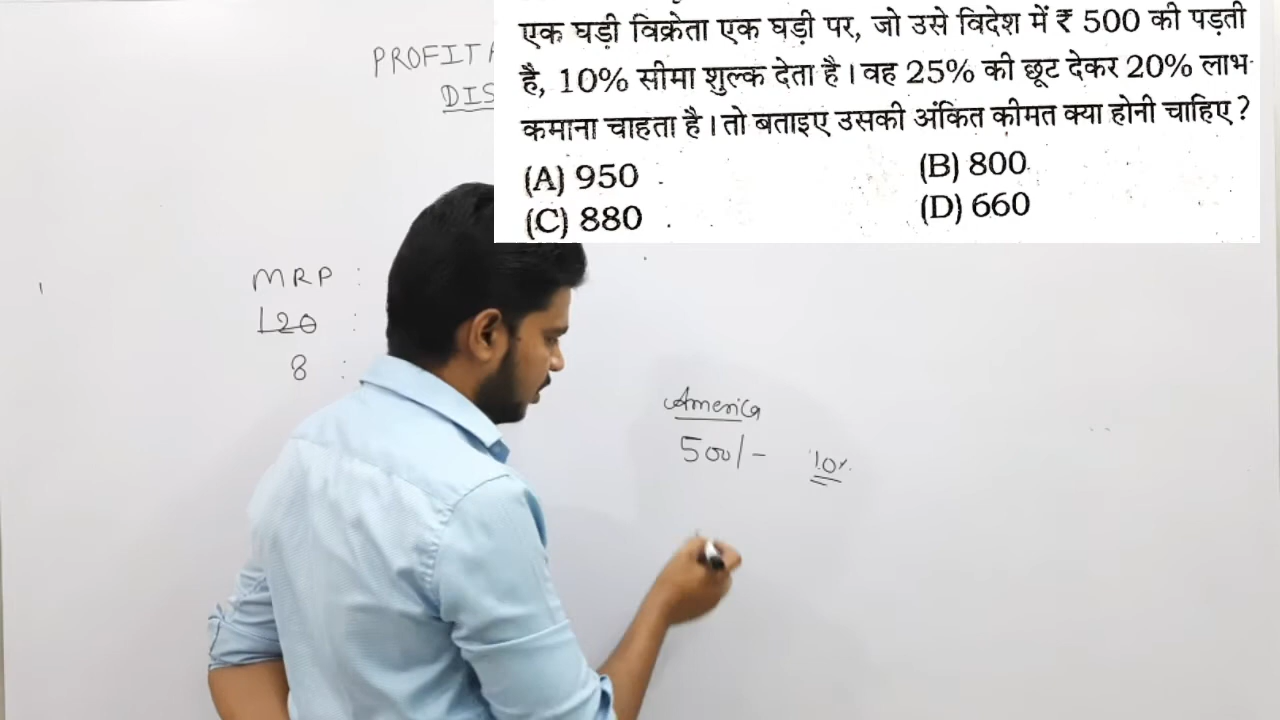 PROFIT
DIS
एक घड़ी विक्रेता एक घड़ी पर, जो उसे विदेश में ₹ 500 की पड़ती
है, 10% सीमा शुल्क देता है। वह 25% की छूट देकर 20% लाभ
कमाना चाहता है। तो बताइए उसकी अंकित कीमत क्या होनी चाहिए?
(A) 950 (B) 800
(C) 880 (D) 660
MRP :
120 :
8 :
America
500/- 10%